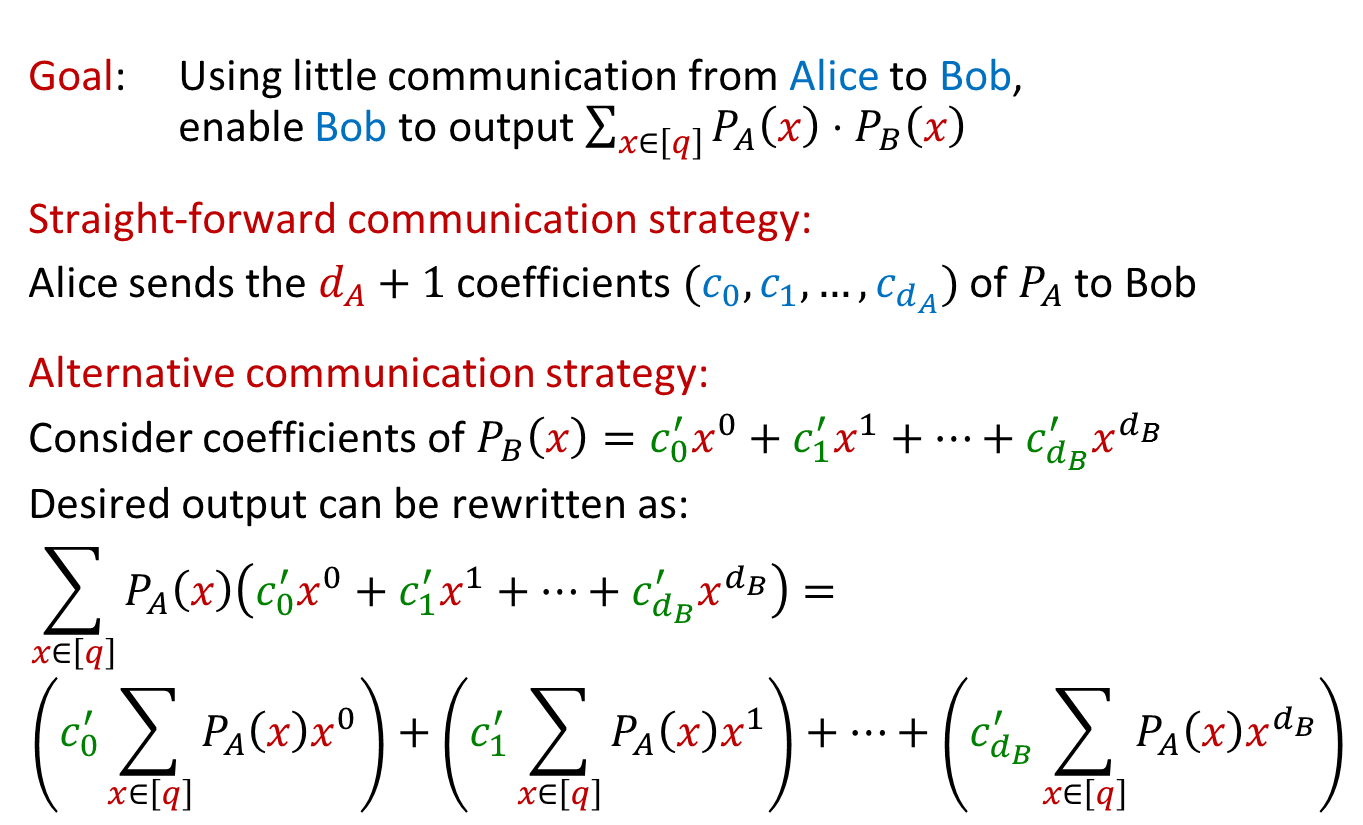 Goal: Using little communication from Alice to Bob,
enable Bob to output ∑_{x∈[q]} P_A(x) · P_B(x)
Straight-forward communication strategy:
Alice sends the d_A + 1 coefficients (c_0, c_1, …, c_{d_A}) of P_A to Bob
Alternative communication strategy:
Consider coefficients of P_B(x) = c′_0x^0 + c′_1x^1 + ⋯ + c′_{d_B}x^{d_B}
Desired output can be rewritten as:
∑_{x∈[q]} P_A(x)(c′_0x^0 + c′_1x^1 + ⋯ + c′_{d_B}x^{d_B}) =
(c′_0 ∑_{x∈[q]} P_A(x)x^0) + (c′_1 ∑_{x∈[q]} P_A(x)x^1) + ⋯ + (c′_{d_B} ∑_{x∈[q]} P_A(x)x^{d_B})